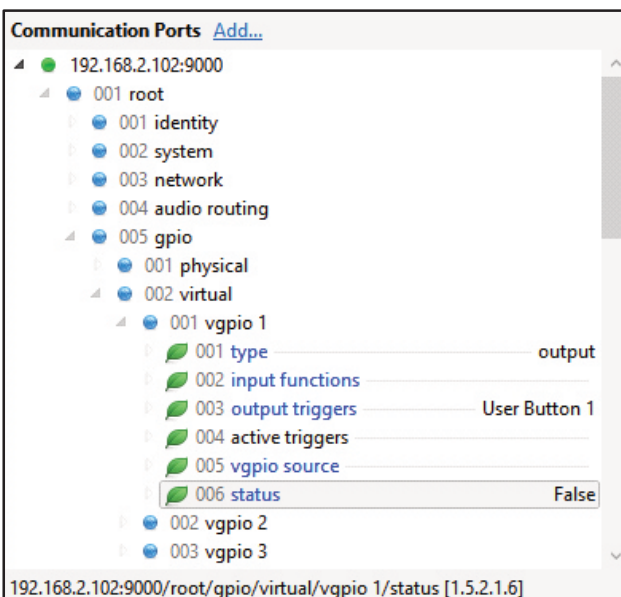 Communication Ports Add...
192.168.2.102:9000
001 root
001 identity
002 system
003 network
004 audio routing
005 gpio
001 physical
002 virtual
001 vgpio 1
001 type output
002 input functions
003 output triggers User Button 1
004 active triggers
005 vgpio source
006 status False
002 vgpio 2
003 vgpio 3
192.168.2.102:9000/root/gpio/virtual/vgpio 1/status [1.5.2.1.6]